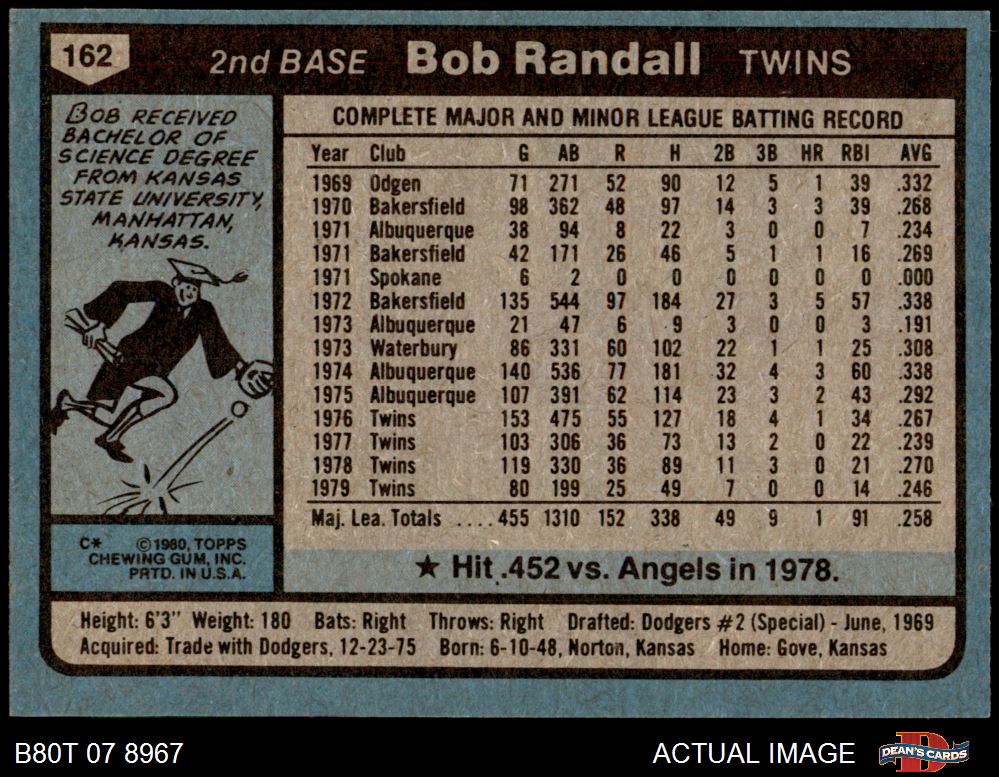 162 2nd BASE Bob Randall TWINS
BOB RECEIVED
BACHELOR OF
SCIENCE DEGREE
FROM KANSAS
STATE UNIVERSITY,
MANHATTAN,
KANSAS.
COMPLETE MAJOR AND MINOR LEAGUE BATTING RECORD
Year Club G AB R H 2B 3B HR RBI AVG
1969 Odgen 71 271 52 90 12 5 1 39 .332
1970 Bakersfield 98 362 48 97 14 3 3 39 .268
1971 Albuquerque 38 94 8 22 3 0 0 7 .234
1971 Bakersfield 42 171 26 46 5 1 1 16 .269
1971 Spokane 6 2 0 0 0 0 0 0 .000
1972 Bakersfield 135 544 97 184 27 3 5 57 .338
1973 Albuquerque 21 47 6 9 3 0 0 3 .191
1973 Waterbury 86 331 60 102 22 1 1 25 .308
1974 Albuquerque 140 536 77 181 32 4 3 60 .338
1975 Albuquerque 107 391 62 114 23 3 2 43 .292
1976 Twins 153 475 55 127 18 4 1 34 .267
1977 Twins 103 306 36 73 13 2 0 22 .239
1978 Twins 119 330 36 89 11 3 0 21 .270
1979 Twins 80 199 25 49 7 0 0 14 .246
Maj. Lea. Totals .... 455 1310 152 338 49 9 1 91 .258
★ Hit .452 vs. Angels in 1978.
C* ©1980, TOPPS
CHEWING GUM, INC.
PRTD. IN U.S.A.
Height: 6'3" Weight: 180 Bats: Right Throws: Right Drafted: Dodgers #2 (Special) - June, 1969
Acquired: Trade with Dodgers, 12-23-75 Born: 6-10-48, Norton, Kansas Home: Gove, Kansas
B80T 07 8967 ACTUAL IMAGE DEAN'S CARDS